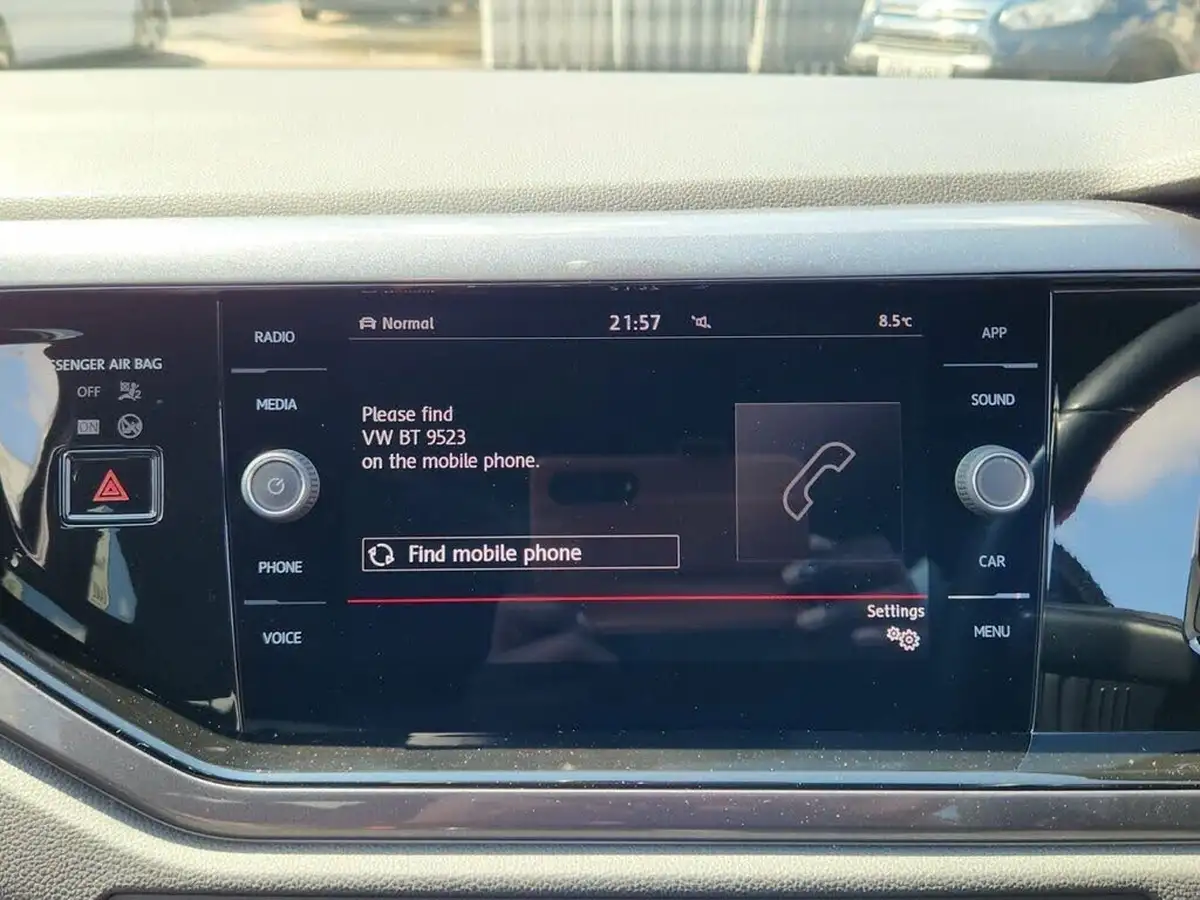 Normal 21:57 8.5°C
RADIO
MEDIA
PHONE
VOICE
SENGER AIR BAG
OFF 2
ON
Please find
VW BT 9523
on the mobile phone.
Find mobile phone
Settings
APP
SOUND
CAR
MENU